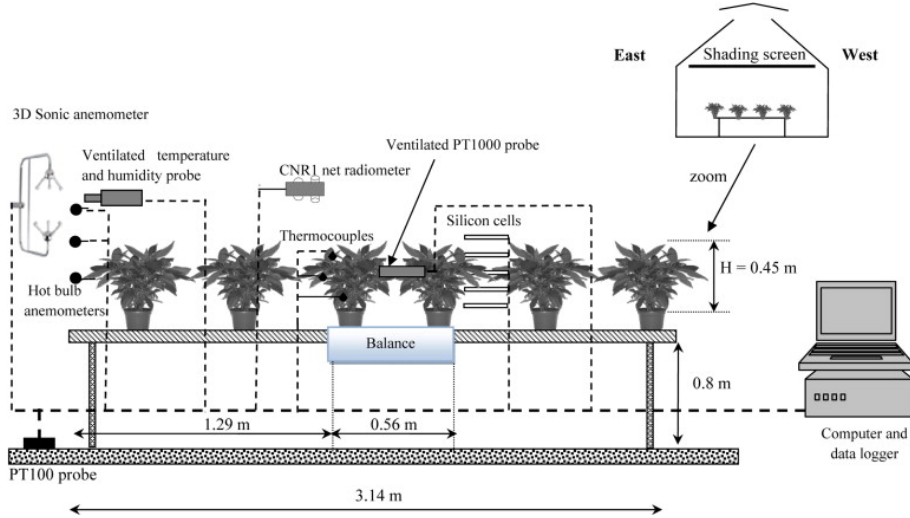 East
Shading screen
West
3D Sonic anemometer
Ventilated temperature
and humidity probe
Ventilated PT1000 probe
CNR1 net radiometer
zoom
Silicon cells
Thermocouples
H = 0.45 m
Hot bulb
anemometers
Balance
0.8 m
1.29 m
0.56 m
Computer and
data logger
PT100 probe
3.14 m